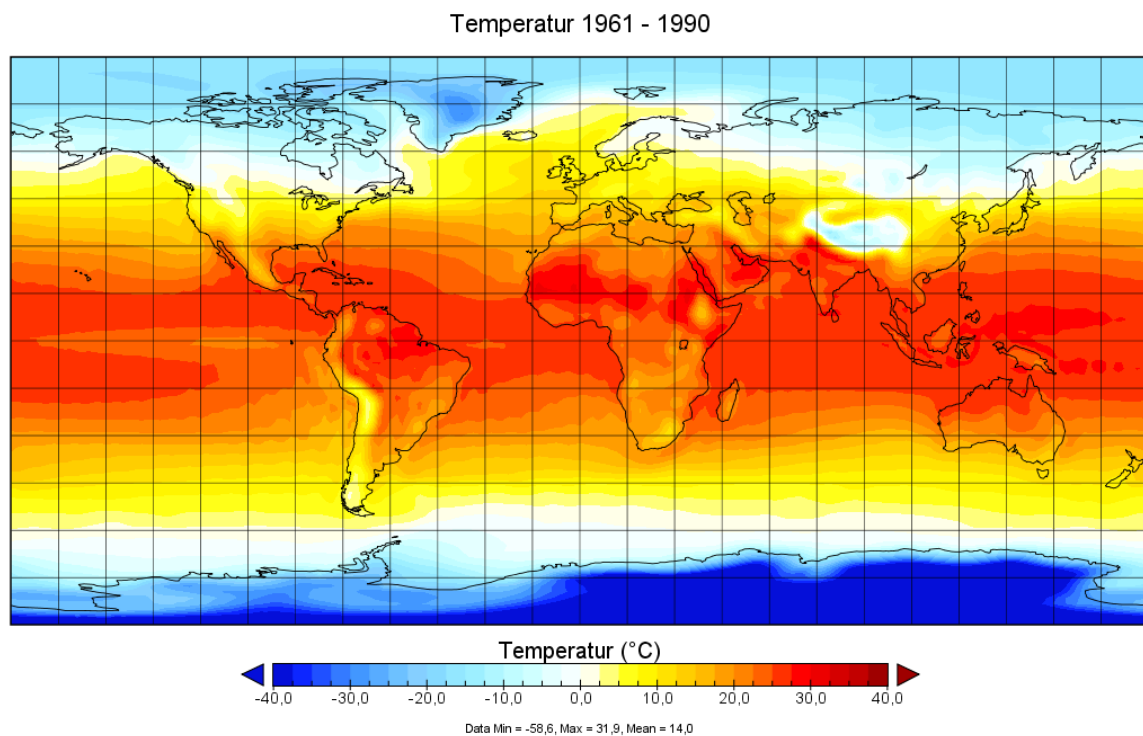 Temperatur 1961 - 1990
Temperatur (°C)
-40,0 -30,0 -20,0 -10,0 0,0 10,0 20,0 30,0 40,0
Data Min = -58,6, Max = 31,9, Mean = 14,0